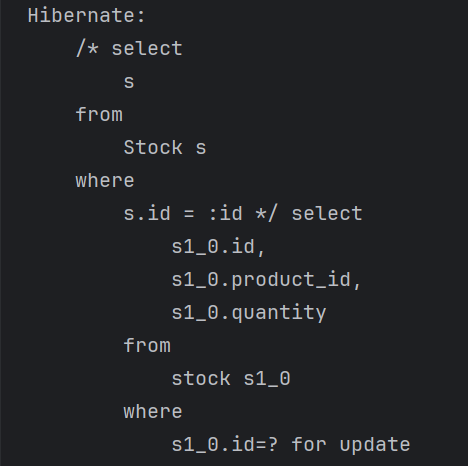 Hibernate:
/* select
s
from
Stock s
where
s.id = :id */ select
s1_0.id,
s1_0.product_id,
s1_0.quantity
from
stock s1_0
where
s1_0.id=? for update